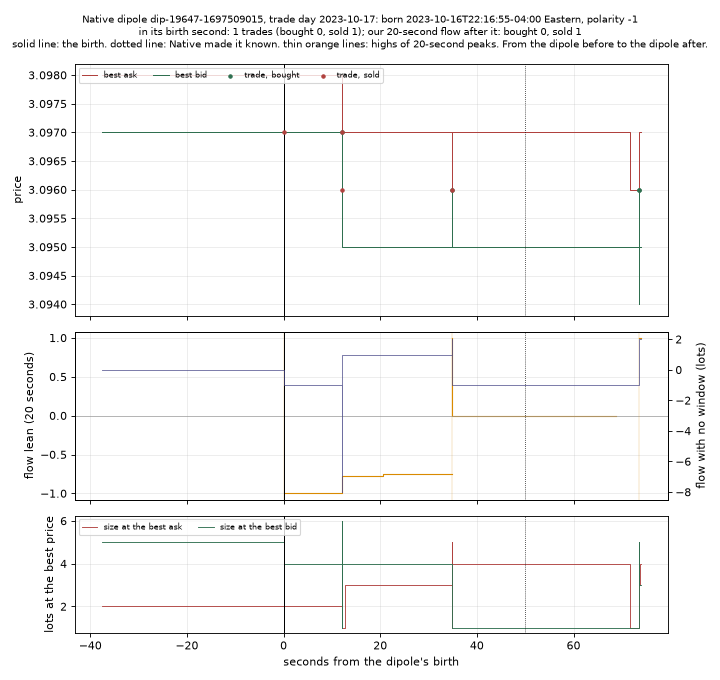 Native dipole dip-19647-1697509015, trade day 2023-10-17: born 2023-10-16T22:16:55-04:00 Eastern, polarity -1
in its birth second: 1 trades (bought 0, sold 1); our 20-second flow after it: bought 0, sold 1
solid line: the birth. dotted line: Native made it known. thin orange lines: highs of 20-second peaks. From the dipole before to the dipole after.
best ask best bid trade, bought trade, sold
3.0980
3.0975
3.0970
3.0965
3.0960
3.0955
3.0950
3.0945
3.0940
price
1.0
0.5
0.0
−0.5
−1.0
flow lean (20 seconds)
2
0
−2
−4
−6
−8
flow with no window (lots)
size at the best ask size at the best bid
6
4
2
lots at the best price
−40 −20 0 20 40 60
seconds from the dipole's birth